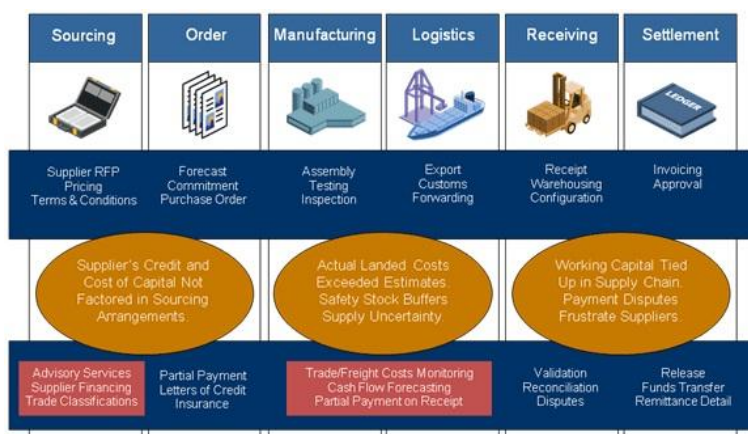 Sourcing
Order
Manufacturing
Logistics
Receiving
Settlement
LEDGER
Supplier RFP
Pricing
Terms & Conditions
Forecast
Commitment
Purchase Order
Assembly
Testing
Inspection
Export
Customs
Forwarding
Receipt
Warehousing
Configuration
Invoicing
Approval
Supplier's Credit and
Cost of Capital Not
Factored in Sourcing
Arrangements.
Actual Landed Costs
Exceeded Estimates.
Safety Stock Buffers
Supply Uncertainty.
Working Capital Tied
Up in Supply Chain.
Payment Disputes
Frustrate Suppliers.
Advisory Services
Supplier Financing
Trade Classifications
Partial Payment
Letters of Credit
Insurance
Trade/Freight Costs Monitoring
Cash Flow Forecasting
Partial Payment on Receipt
Validation
Reconciliation
Disputes
Release
Funds Transfer
Remittance Detail